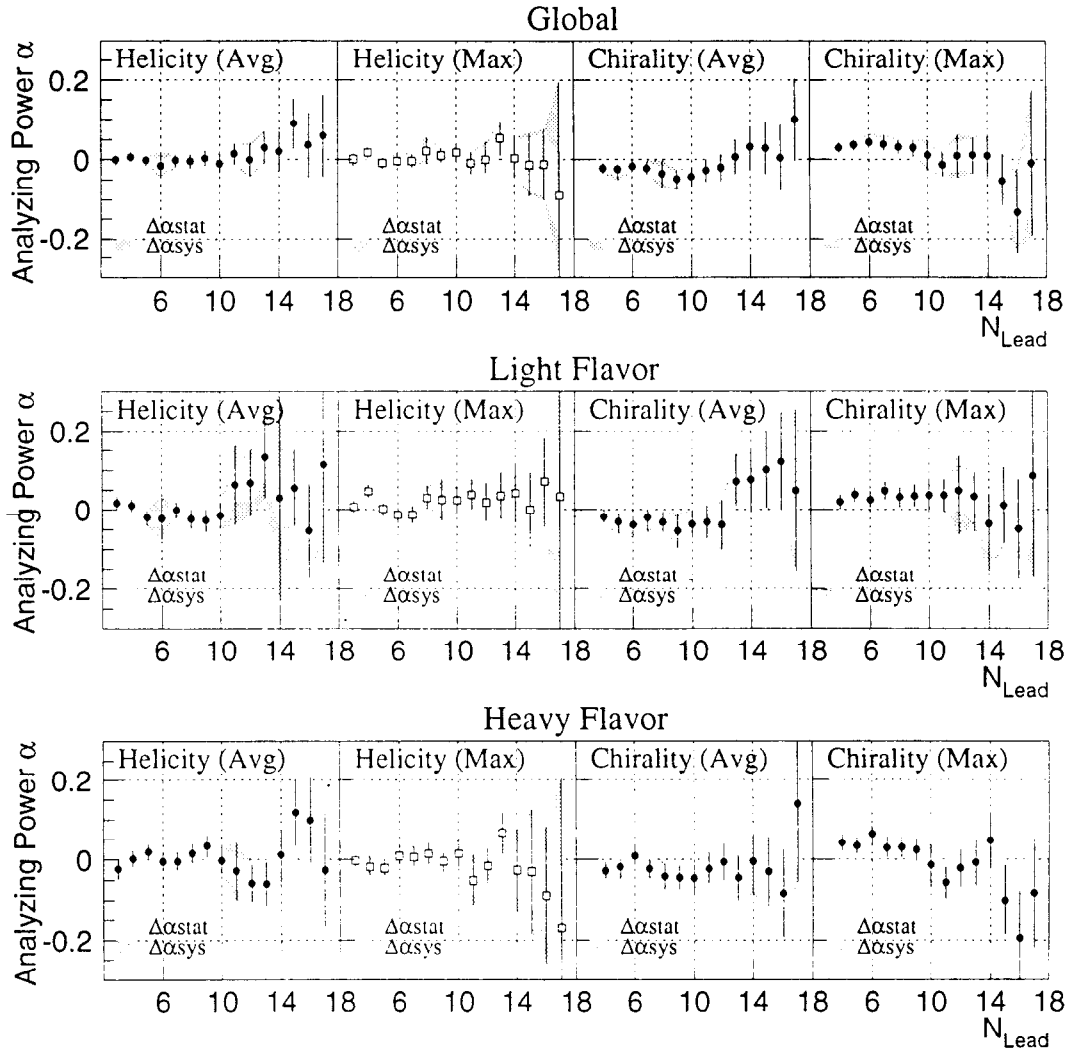 Global
Analyzing Power α
0.2
0
-0.2
Helicity (Avg)
Helicity (Max)
Chirality (Avg)
Chirality (Max)
Δαstat
Δαsys
Δαstat
Δαsys
Δαstat
Δαsys
Δαstat
Δαsys
6 10 14 18 6 10 14 18 6 10 14 18 6 10 14 18
N_Lead
Light Flavor
Analyzing Power α
0.2
0
-0.2
Helicity (Avg)
Helicity (Max)
Chirality (Avg)
Chirality (Max)
Δαstat
Δαsys
Δαstat
Δαsys
Δαstat
Δαsys
Δαstat
Δαsys
6 10 14 18 6 10 14 18 6 10 14 18 6 10 14 18
N_Lead
Heavy Flavor
Analyzing Power α
0.2
0
-0.2
Helicity (Avg)
Helicity (Max)
Chirality (Avg)
Chirality (Max)
Δαstat
Δαsys
Δαstat
Δαsys
Δαstat
Δαsys
Δαstat
Δαsys
6 10 14 18 6 10 14 18 6 10 14 18 6 10 14 18
N_Lead